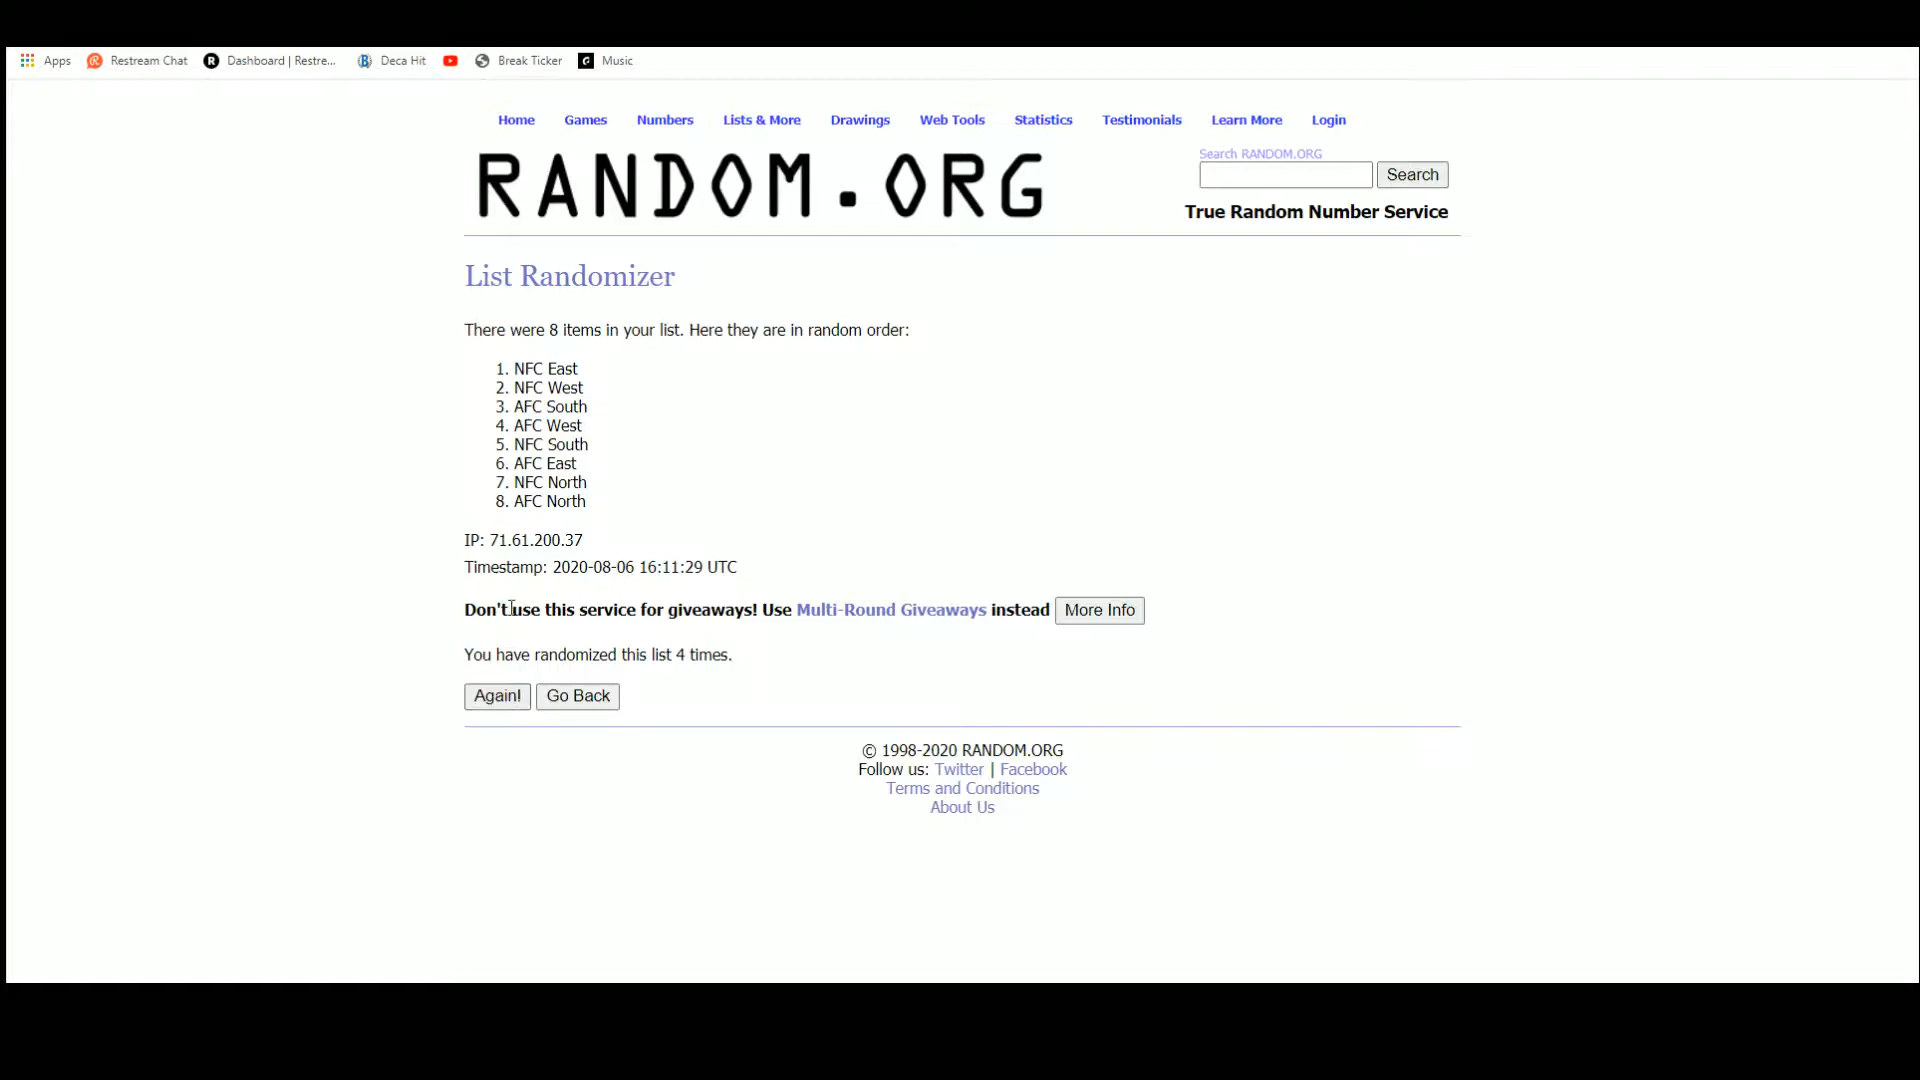 Apps Restream Chat Dashboard | Restre... Deca Hit Break Ticker Music
Home Games Numbers Lists & More Drawings Web Tools Statistics Testimonials Learn More Login
RANDOM.ORG
Search RANDOM.ORG
Search
True Random Number Service
List Randomizer
There were 8 items in your list. Here they are in random order:
1. NFC East
2. NFC West
3. AFC South
4. AFC West
5. NFC South
6. AFC East
7. NFC North
8. AFC North
IP: 71.61.200.37
Timestamp: 2020-08-06 16:11:29 UTC
Don't use this service for giveaways! Use Multi-Round Giveaways instead More Info
You have randomized this list 4 times.
Again! Go Back
© 1998-2020 RANDOM.ORG
Follow us: Twitter | Facebook
Terms and Conditions
About Us